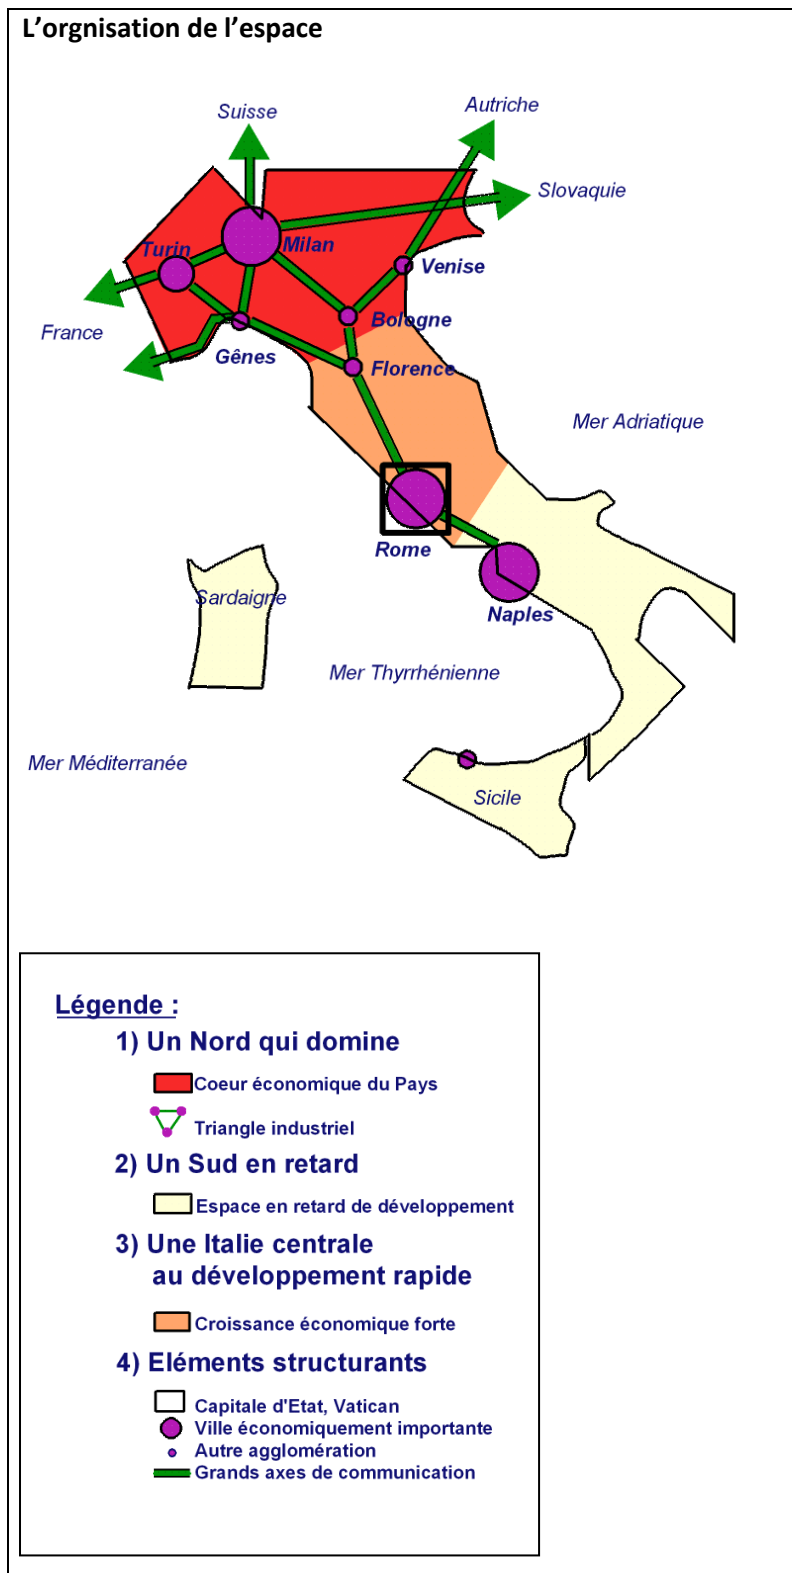 L’orgnisation de l’espace
Suisse
Autriche
Slovaquie
Turin
Milan
Venise
France
Gênes
Bologne
Florence
Mer Adriatique
Rome
Naples
Sardaigne
Mer Thyrrhénienne
Mer Méditerranée
Sicile
Légende :
1) Un Nord qui domine
Coeur économique du Pays
Triangle industriel
2) Un Sud en retard
Espace en retard de développement
3) Une Italie centrale
au développement rapide
Croissance économique forte
4) Eléments structurants
Capitale d'Etat, Vatican
Ville économiquement importante
Autre agglomération
Grands axes de communication